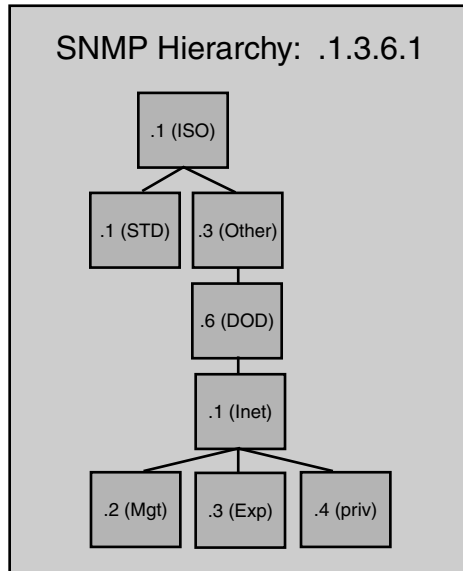 SNMP Hierarchy: .1.3.6.1
.1 (ISO)
.1 (STD)
.3 (Other)
.6 (DOD)
.1 (Inet)
.2 (Mgt)
.3 (Exp)
.4 (priv)